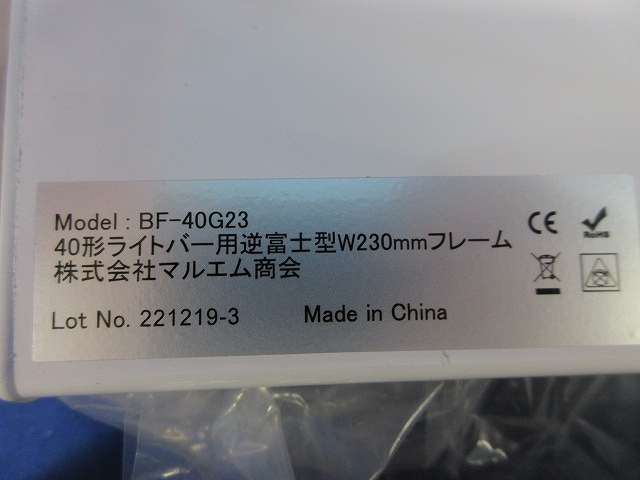 Model : BF-40G23
40形ライトバー用逆富士型W230mmフレーム
株式会社マルエム商会
Lot No. 221219-3 Made in China
CE
RoHS